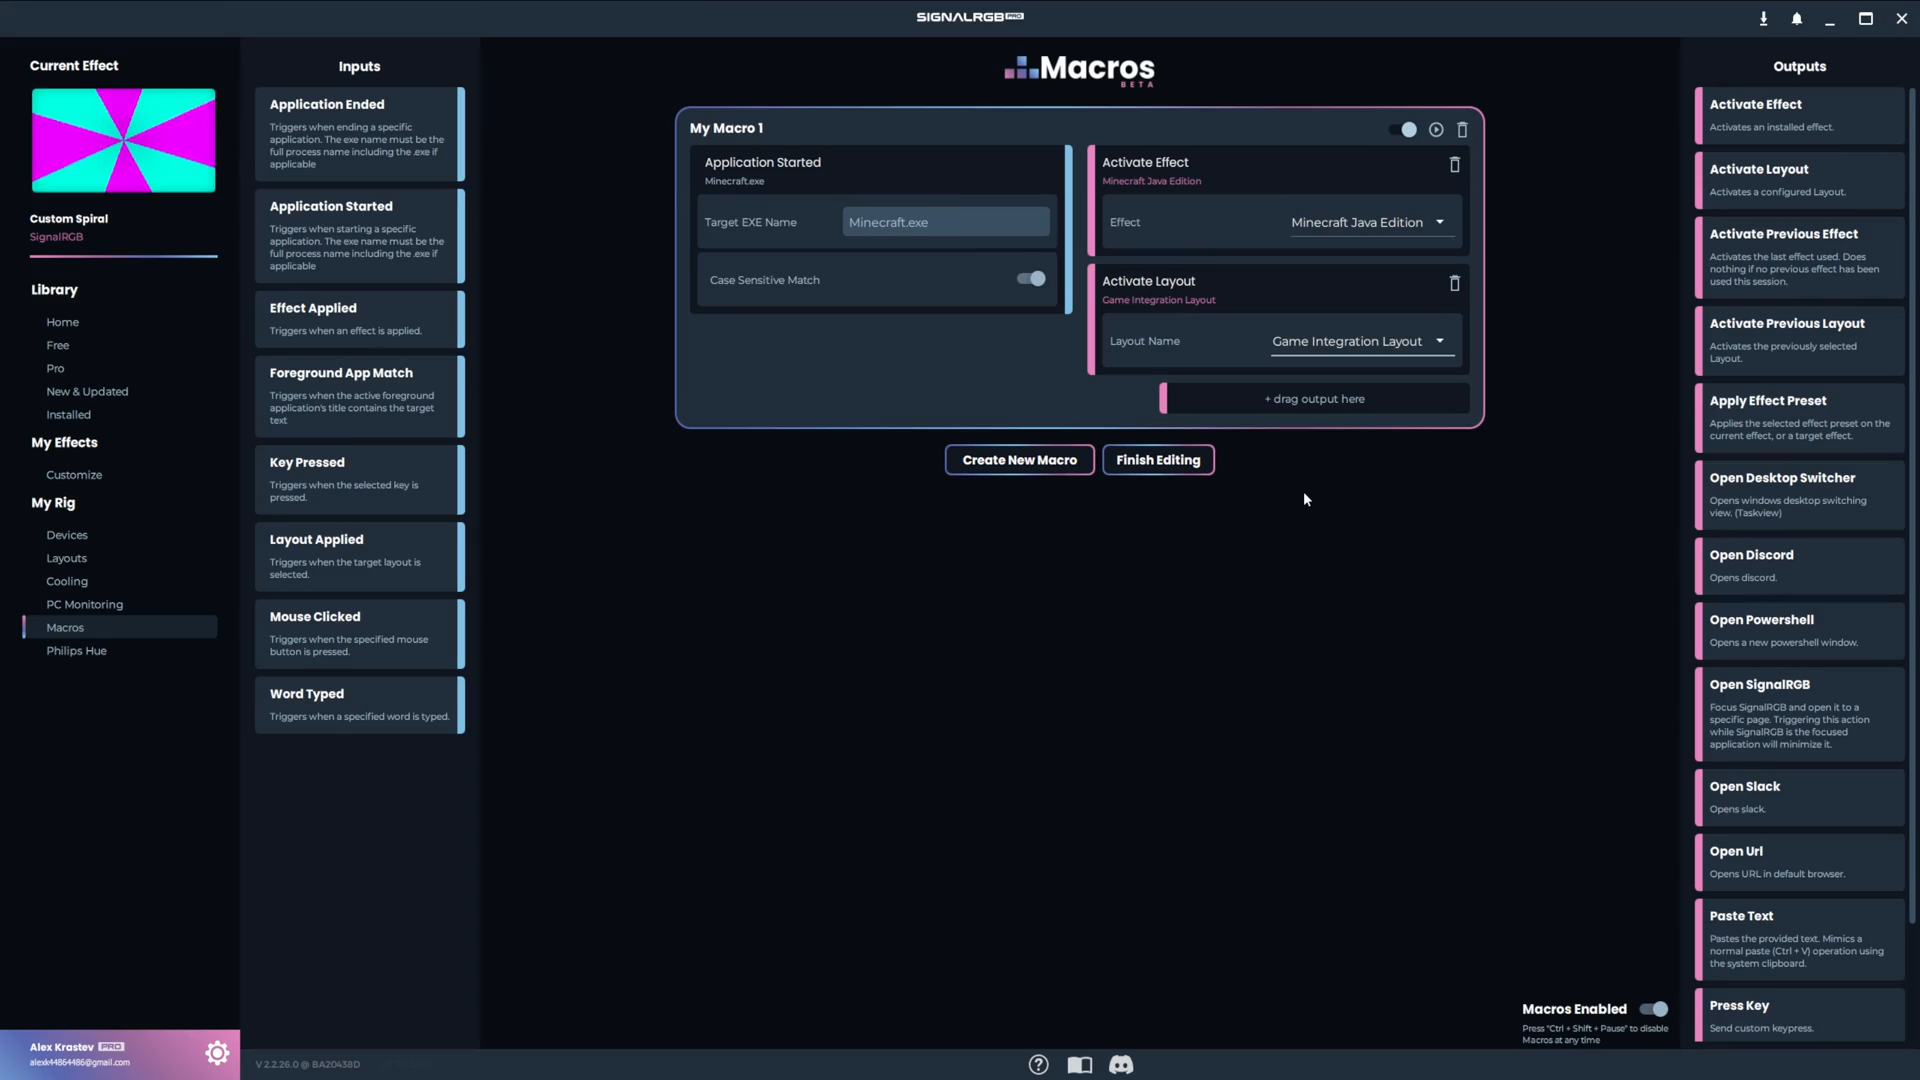 SIGNALRGB PRO
Current Effect
Custom Spiral
SignalRGB
Library
Home
Free
Pro
New & Updated
Installed
My Effects
Customize
My Rig
Devices
Layouts
Cooling
PC Monitoring
Macros
Philips Hue
Alex Krastev PRO
alexk44864486@gmail.com
Inputs
Application Ended
Triggers when ending a specific
application. The exe name must be the
full process name including the .exe if
applicable
Application Started
Triggers when starting a specific
application. The exe name must be the
full process name including the .exe if
applicable
Effect Applied
Triggers when an effect is applied.
Foreground App Match
Triggers when the active foreground
application's title contains the target
text
Key Pressed
Triggers when the selected key is
pressed.
Layout Applied
Triggers when the target layout is
selected.
Mouse Clicked
Triggers when the specified mouse
button is pressed.
Word Typed
Triggers when a specified word is typed.
V 2.2.26.0 @ BA20438D
Macros
BETA
My Macro 1
Application Started
Minecraft.exe
Target EXE Name Minecraft.exe
Case Sensitive Match
Activate Effect
Minecraft Java Edition
Effect Minecraft Java Edition
Activate Layout
Game Integration Layout
Layout Name Game Integration Layout
+ drag output here
Create New Macro Finish Editing
Macros Enabled
Press "Ctrl + Shift + Pause" to disable
Macros at any time
Outputs
Activate Effect
Activates an installed effect.
Activate Layout
Activates a configured Layout.
Activate Previous Effect
Activates the last effect used. Does
nothing if no previous effect has been
used this session.
Activate Previous Layout
Activates the previously selected
Layout.
Apply Effect Preset
Applies the selected effect preset on the
current effect, or a target effect.
Open Desktop Switcher
Opens windows desktop switching
view. (Taskview)
Open Discord
Opens discord.
Open Powershell
Opens a new powershell window.
Open SignalRGB
Focus SignalRGB and open it to a
specific page. Triggering this action
while SignalRGB is the focused
application will minimize it.
Open Slack
Opens slack.
Open Url
Opens URL in default browser.
Paste Text
Pastes the provided text. Mimics a
normal paste (Ctrl + V) operation using
the system clipboard.
Press Key
Send custom keypress.